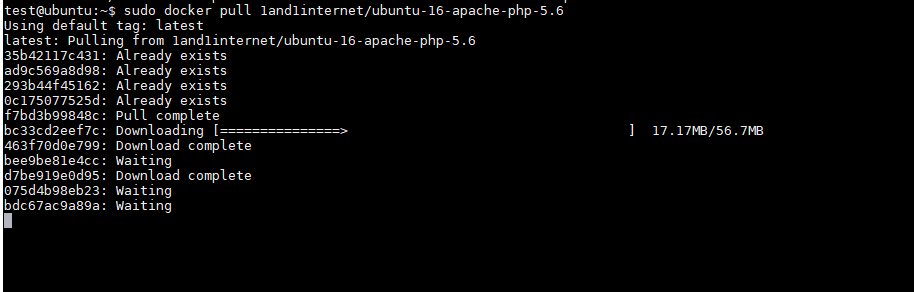 test@ubuntu:~$ sudo docker pull 1and1internet/ubuntu-16-apache-php-5.6
Using default tag: latest
latest: Pulling from 1and1internet/ubuntu-16-apache-php-5.6
35b42117c431: Already exists
ad9c569a8d98: Already exists
293b44f45162: Already exists
0c175077525d: Already exists
f7bd3b99848c: Pull complete
bc33cd2eef7c: Downloading [===============>                                   ]  17.17MB/56.7MB
463f70d0e799: Download complete
bee9be81e4cc: Waiting
d7be919e0d95: Download complete
075d4b98eb23: Waiting
bdc67ac9a89a: Waiting